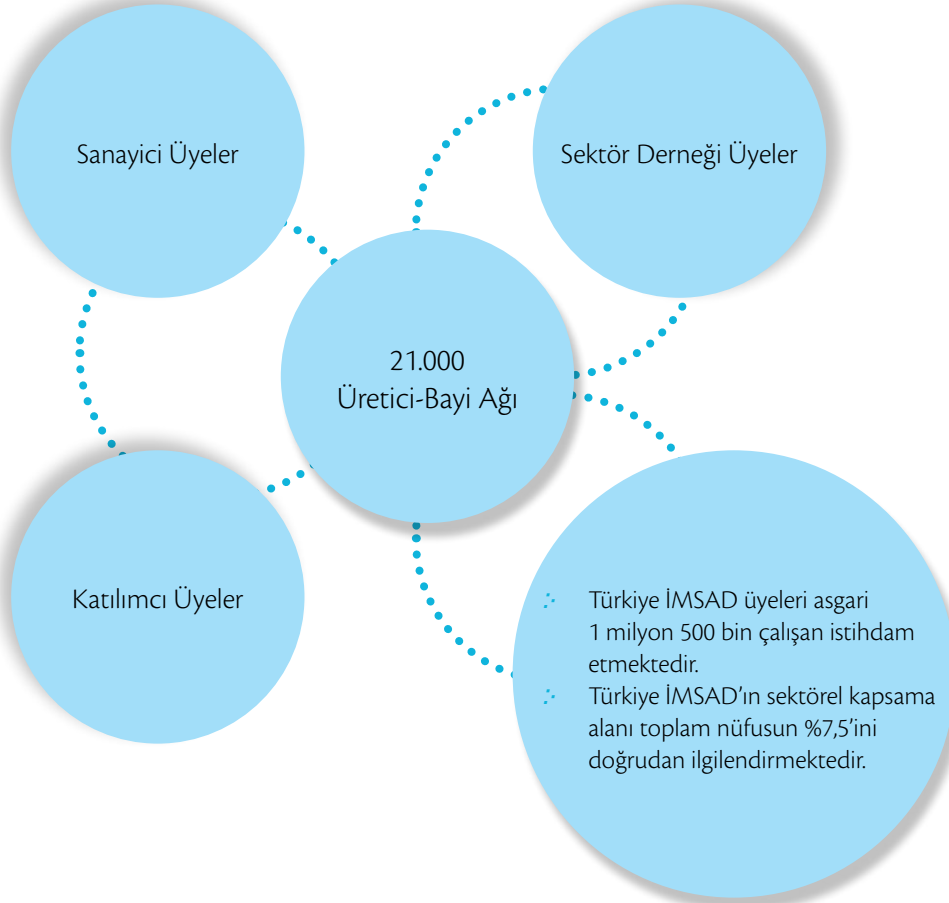 Sanayici Üyeler
Sektör Derneği Üyeler
21.000
Üretici-Bayi Ağı
Katılımcı Üyeler
Türkiye İMSAD üyeleri asgari
1 milyon 500 bin çalışan istihdam
etmektedir.
Türkiye İMSAD’ın sektörel kapsama
alanı toplam nüfusun %7,5’ini
doğrudan ilgilendirmektedir.